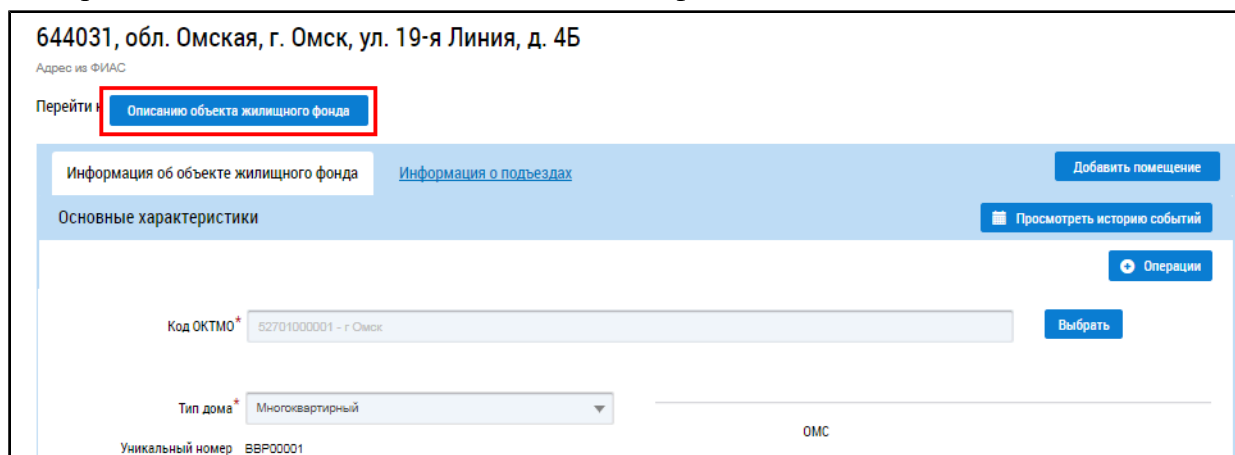 644031, обл. Омская, г. Омск, ул. 19-я Линия, д. 4Б
Адрес из ФИАС
Перейти к Описанию объекта жилищного фонда
Информация об объекте жилищного фонда Информация о подъездах Добавить помещение
Основные характеристики Просмотреть историю событий
Операции
Код ОКТМО* 52701000001 - г Омск Выбрать
Тип дома* Многоквартирный
ОМС
Уникальный номер BBP00001